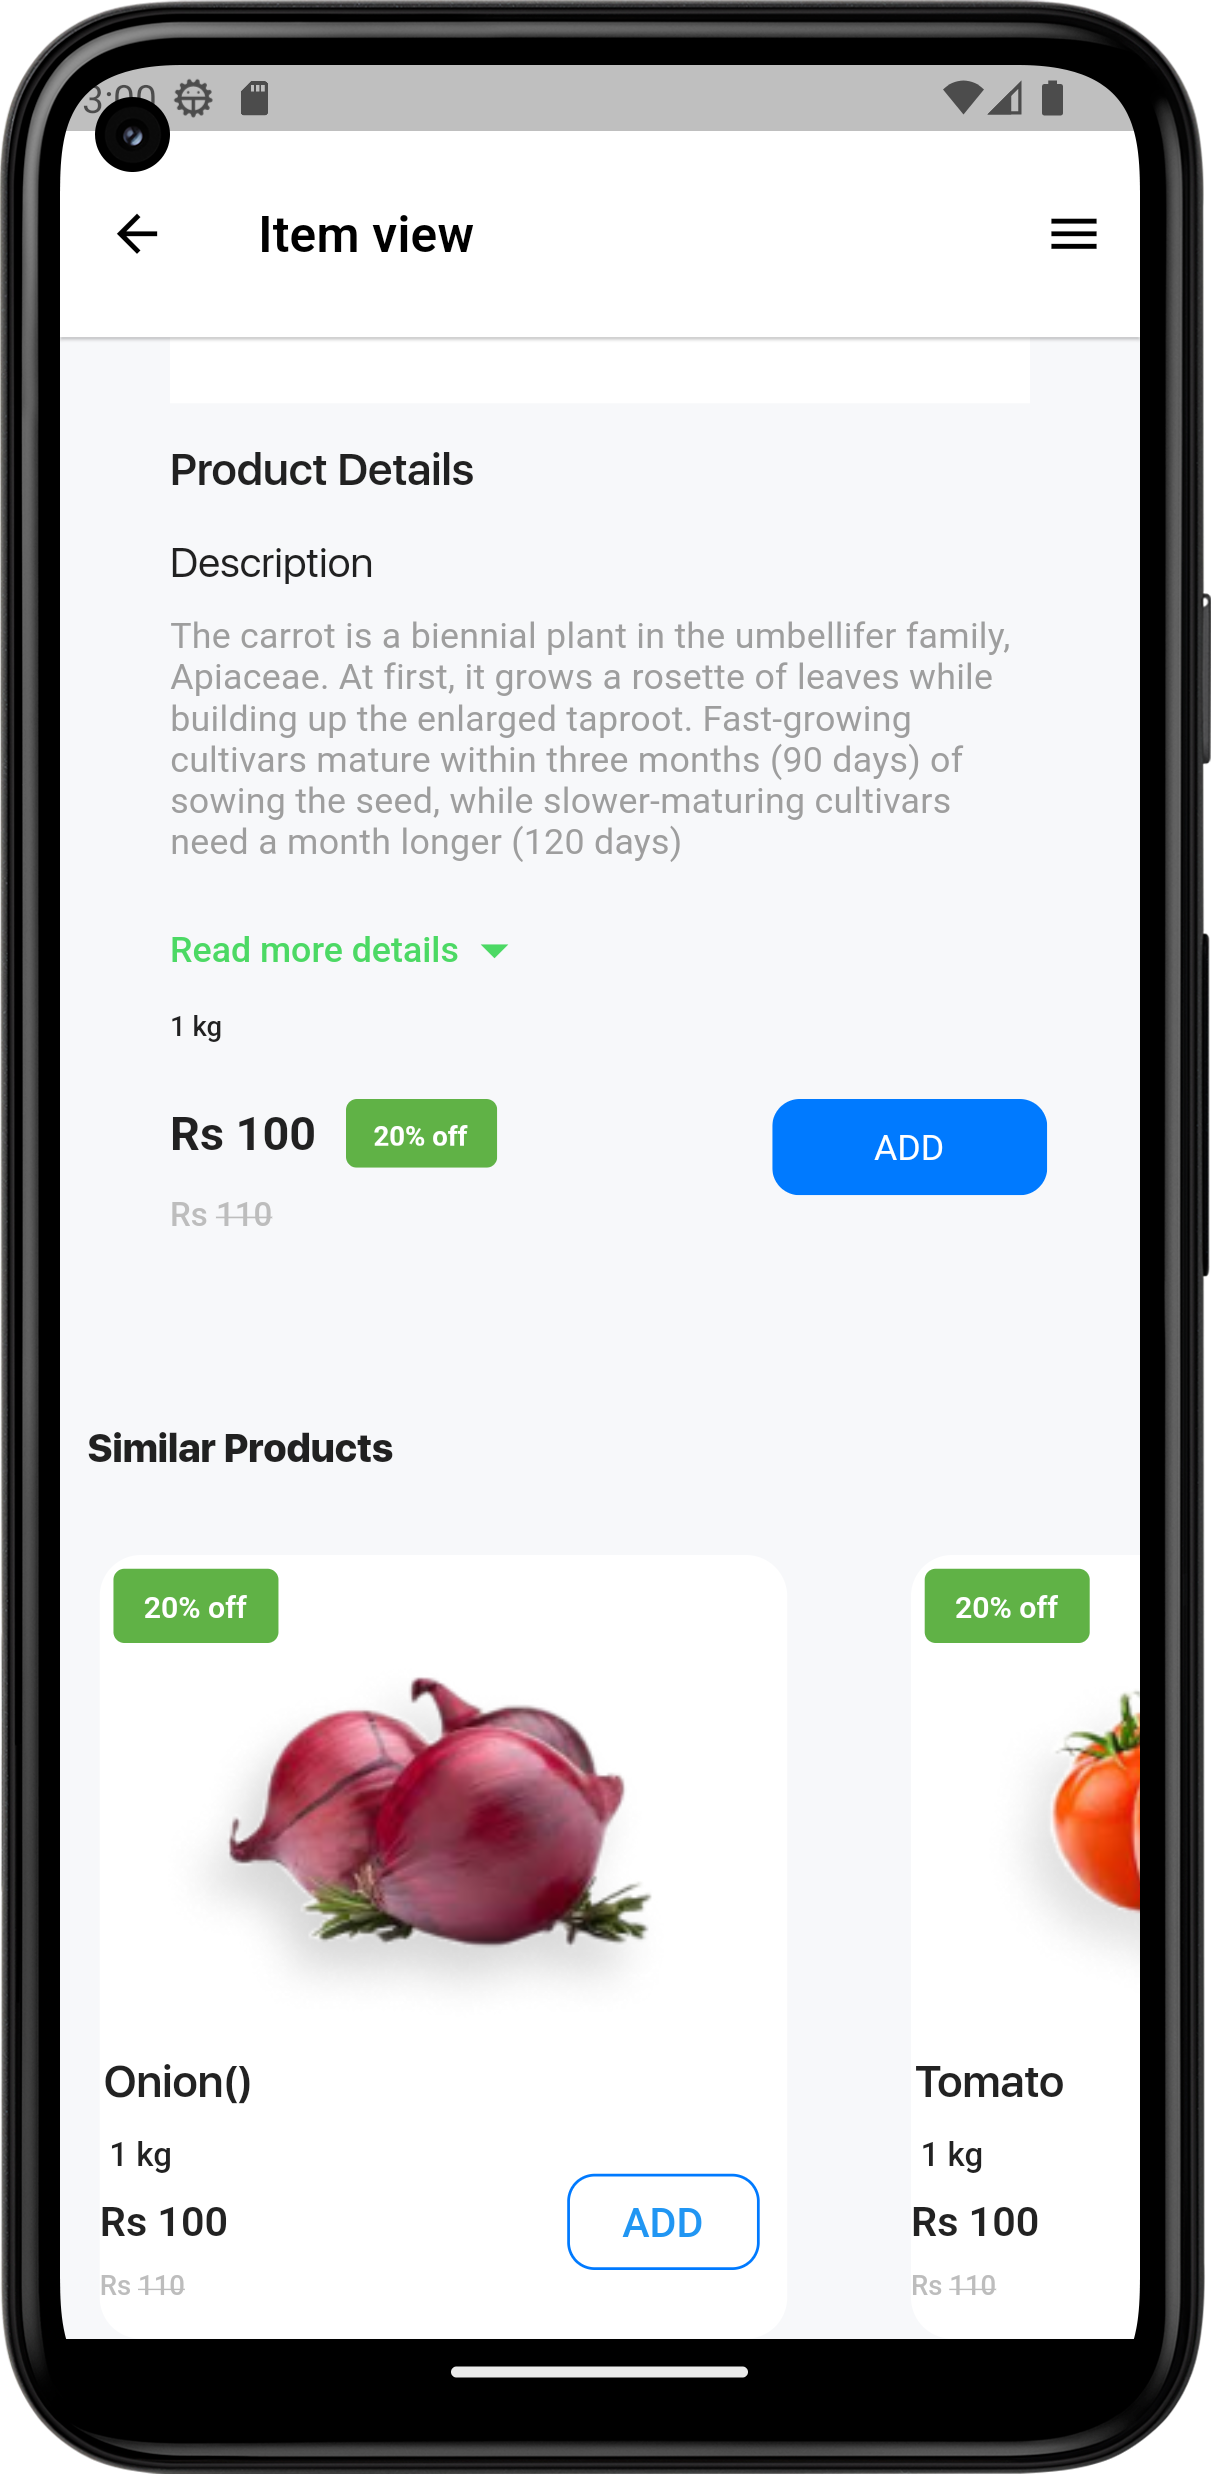 3:00
Item view
Product Details
Description
The carrot is a biennial plant in the umbellifer family,
Apiaceae. At first, it grows a rosette of leaves while
building up the enlarged taproot. Fast-growing
cultivars mature within three months (90 days) of
sowing the seed, while slower-maturing cultivars
need a month longer (120 days)
Read more details
1 kg
Rs 100
20% off
ADD
Rs 110
Similar Products
20% off
20% off
Onion()
Tomato
1 kg
1 kg
Rs 100
ADD
Rs 100
Rs 110
Rs 110